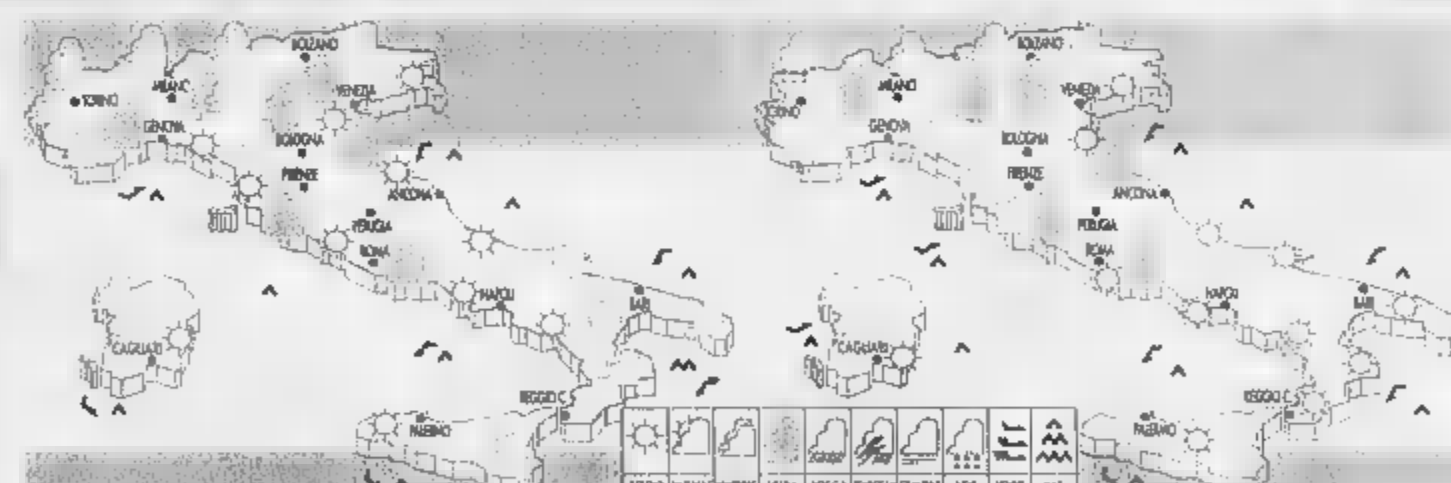 BOLZANO
MILANO
TORINO
VENEZIA
GENOVA
BOLOGNA
FIRENZE
ANCONA
PERUGIA
ROMA
NAPOLI
BARI
CAGLIARI
REGGIO C.
PALERMO
BOLZANO
MILANO
VENEZIA
TORINO
GENOVA
BOLOGNA
FIRENZE
ANCONA
PERUGIA
ROMA
NAPOLI
BARI
CAGLIARI
REGGIO C.
PALERMO